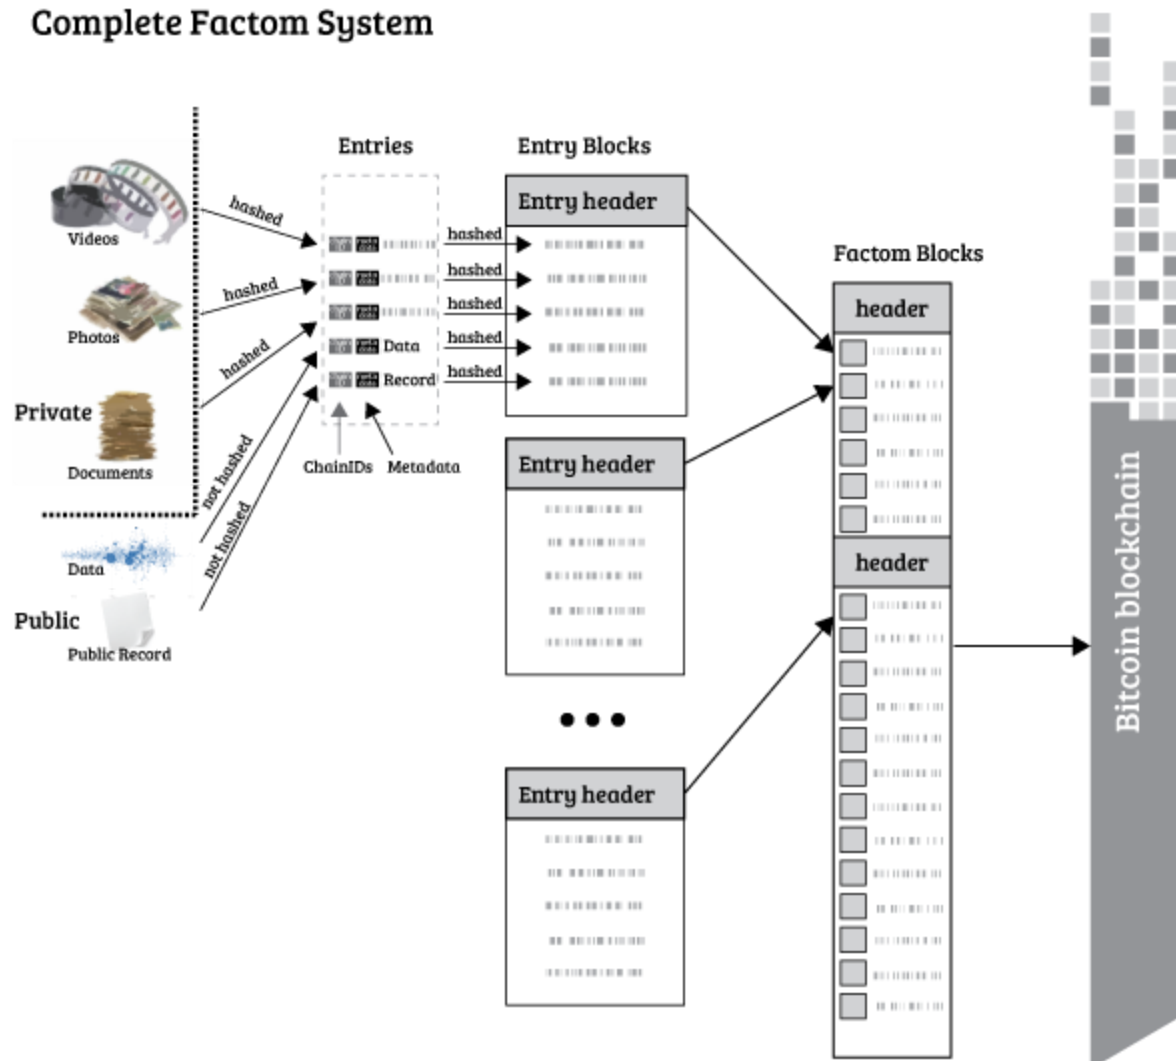 Complete Factom System
Entries
Entry Blocks
Entry header
hashed
Videos
hashed
hashed
Factom Blocks
hashed
hashed
header
Photos
hashed
hashed
hashed
Data
hashed
Record
hashed
Private
Documents
not hashed
ChainIDs
Metadata
Entry header
not hashed
Data
header
Public
Public Record
Entry header
Bitcoin blockchain